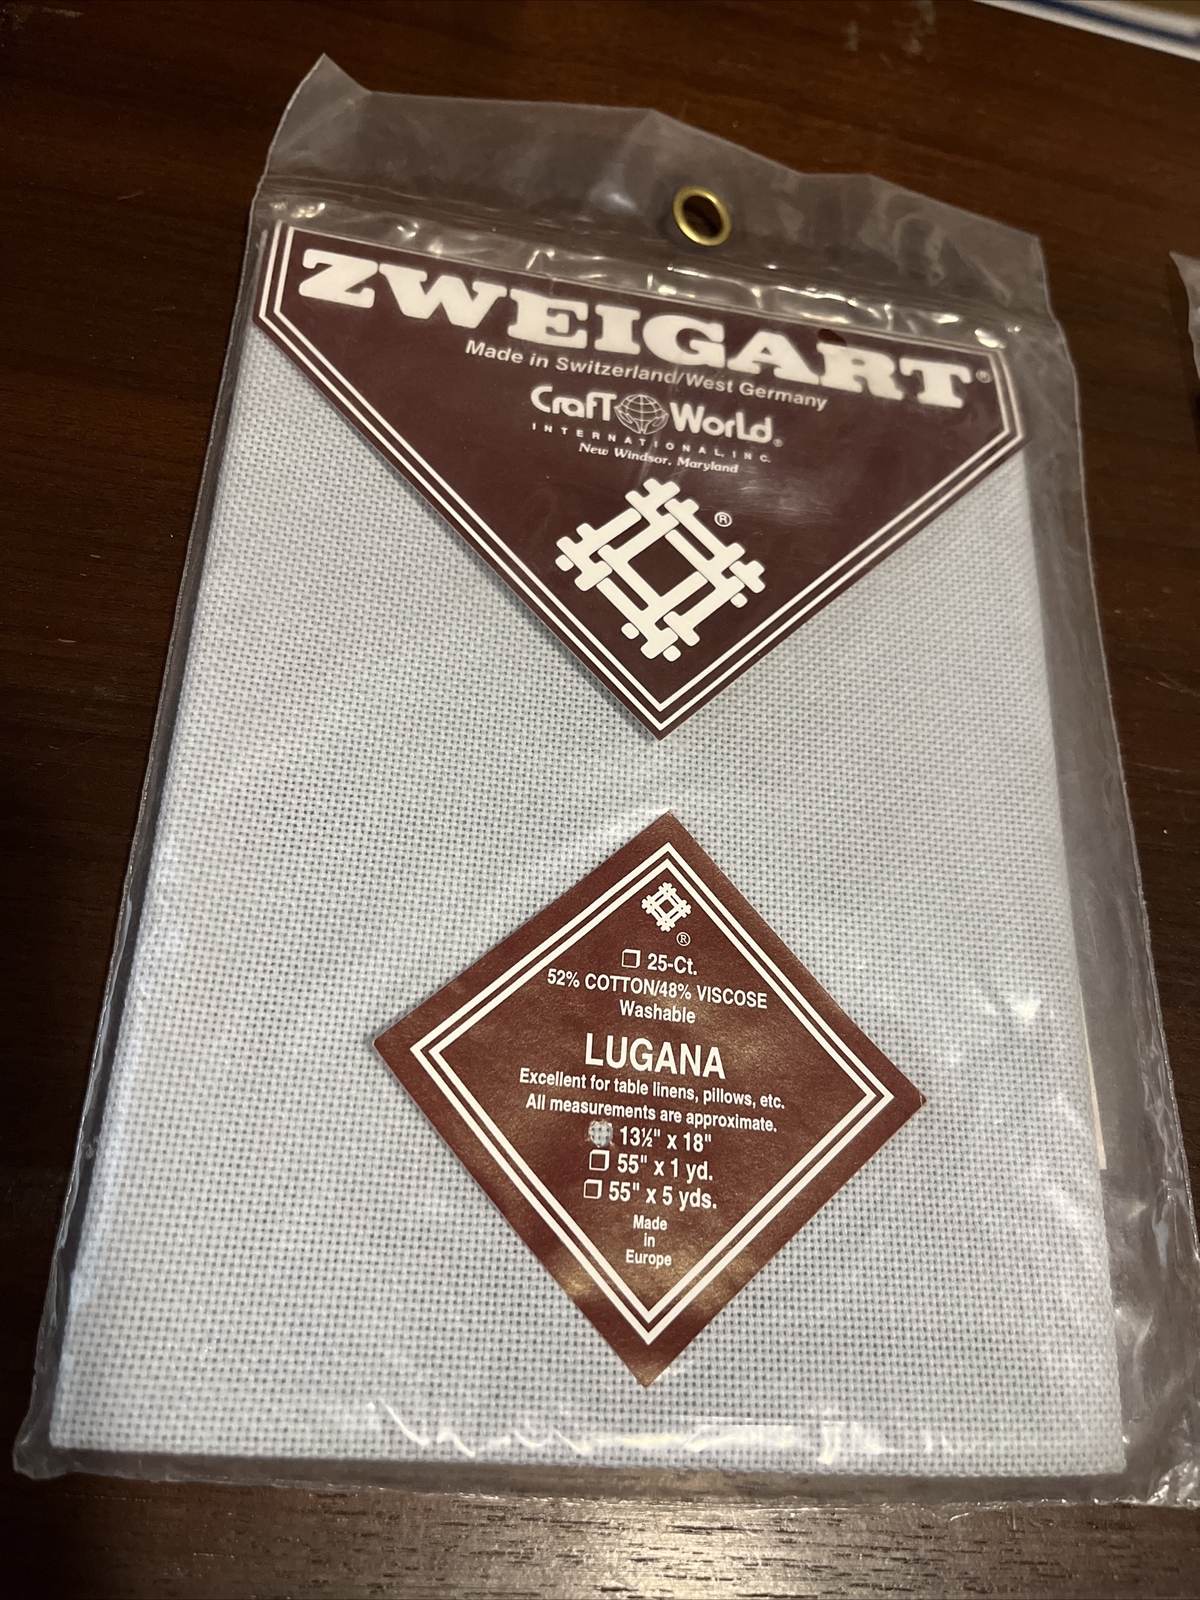 ZWEIGART®
Made in Switzerland/West Germany
CrafT World®
INTERNATIONAL, INC.
New Windsor, Maryland
®
®
☐ 25-Ct.
52% COTTON/48% VISCOSE
Washable
LUGANA
Excellent for table linens, pillows, etc.
All measurements are approximate.
13½" x 18"
☐ 55" x 1 yd.
☐ 55" x 5 yds.
Made
in
Europe